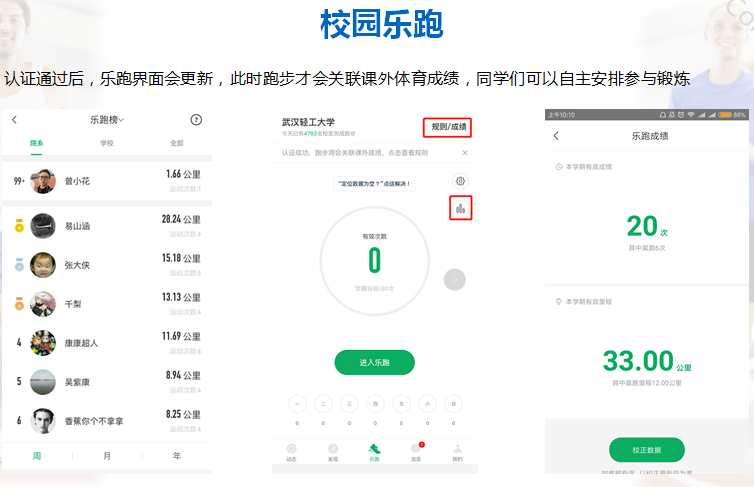 校园乐跑
认证通过后，乐跑界面会更新，此时跑步才会关联课外体育成绩，同学们可以自主安排参与锻炼
乐跑榜
院系 学校 全部
99+ 曾小花 1.66 公里
运动次数:1
易山涵 28.24 公里
运动次数:4
张大侠 15.18 公里
运动次数:5
千梨 13.13 公里
运动次数:4
4 康康超人 11.69 公里
运动次数:4
5 吴紫康 8.94 公里
运动次数:4
6 香蕉你个不拿拿 8.25 公里
运动次数:4
周 月 年
武汉轻工大学
今天已有4792名校友完成跑步
规则/成绩
认证成功，跑步将会关联课外成绩，点击查看规则
"定位数据为空？"点这解决！
有效次数
0
学期目标:80次
进入乐跑
一 二 三 四 五 六 日
0 0 0 0 0 0 0
动态 发现 乐跑 消息 我的
上午10:10
88%
乐跑成绩
本学期有效成绩
20 次
其中晨跑6次
本学期有效里程
33.00 公里
其中晨跑里程12.00公里
校正数据